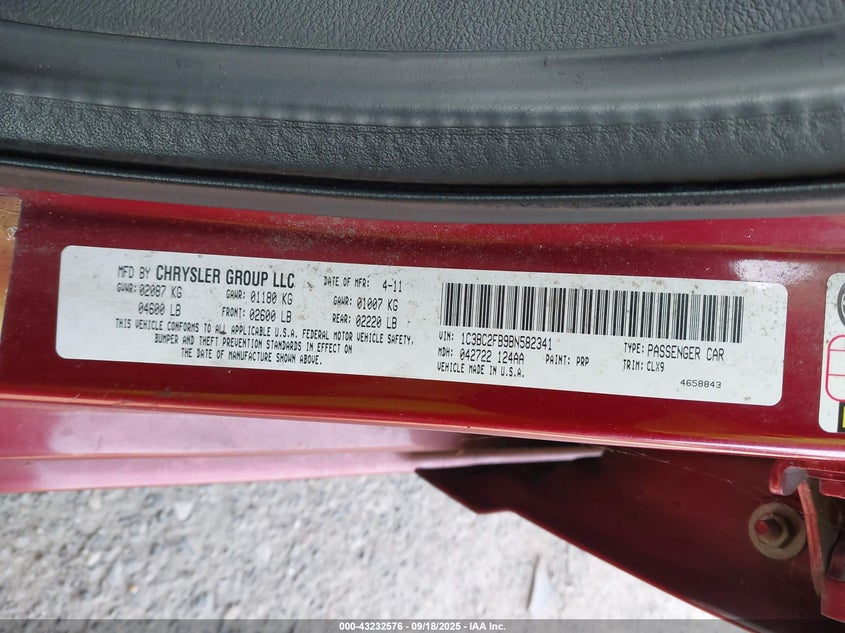 MFD BY CHRYSLER GROUP LLC DATE OF MFR: 4-11
GVWR: 02087 KG GAWR: 01180 KG GAWR: 01007 KG
04600 LB FRONT: 02600 LB REAR: 02220 LB
THIS VEHICLE CONFORMS TO ALL APPLICABLE U.S.A. FEDERAL MOTOR VEHICLE SAFETY,
BUMPER AND THEFT PREVENTION STANDARDS IN EFFECT ON
THE DATE OF MANUFACTURE SHOWN ABOVE.
VIN: 1C3BC2FB9BN582341 TYPE: PASSENGER CAR
MDH: 042722 124AA PAINT: PRP TRIM: CLX9
VEHICLE MADE IN U.S.A.
4658843
000-43232576 - 09/18/2025 - IAA Inc.